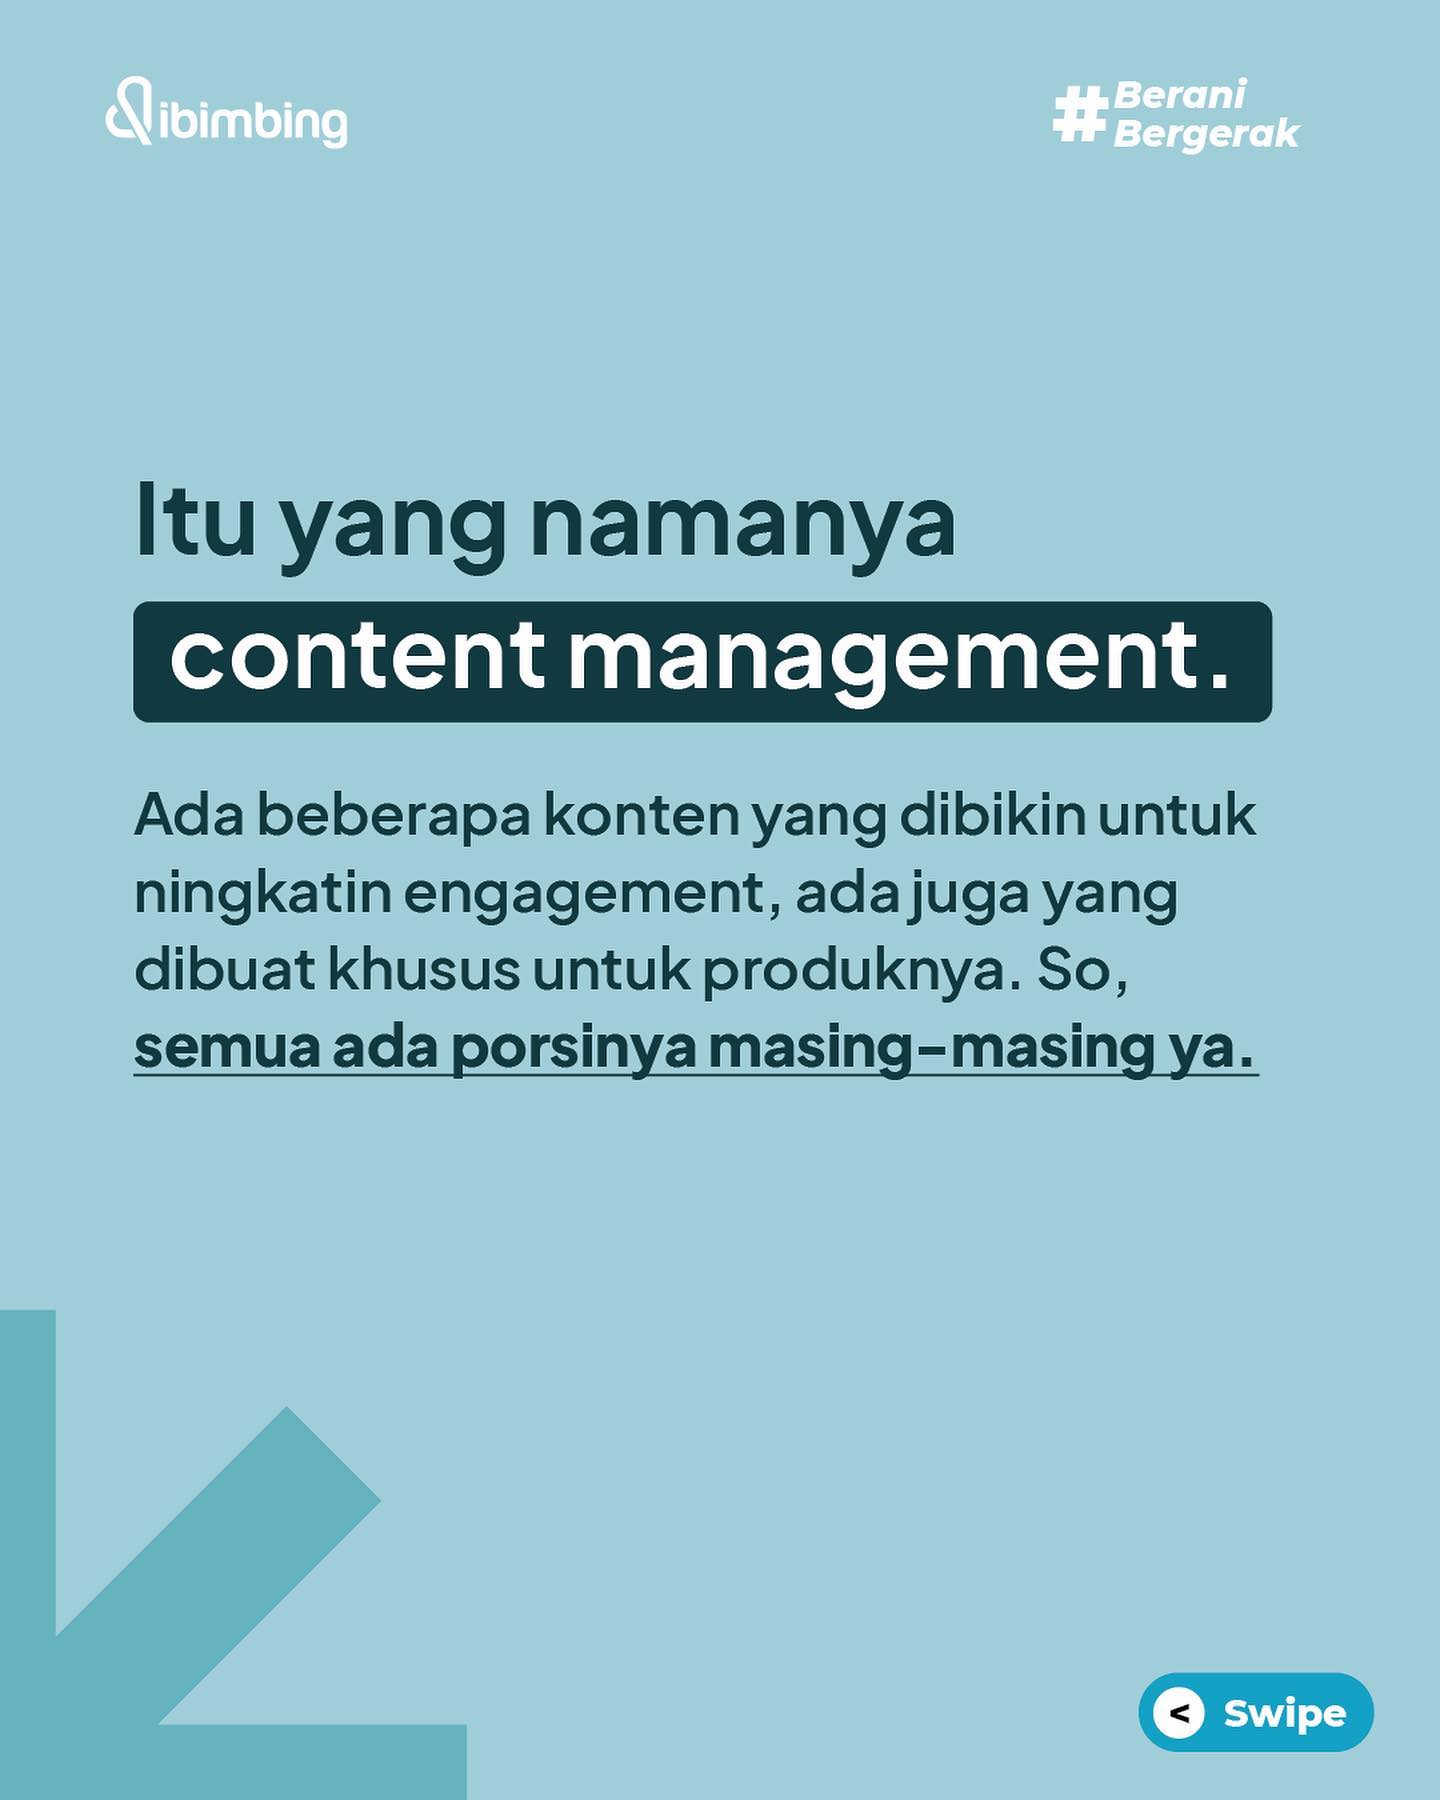 dibimbing
#Berani
Bergerak
Itu yang namanya
content management.
Ada beberapa konten yang dibikin untuk
ningkatin engagement, ada juga yang
dibuat khusus untuk produknya. So,
semua ada porsinya masing-masing ya.
< Swipe